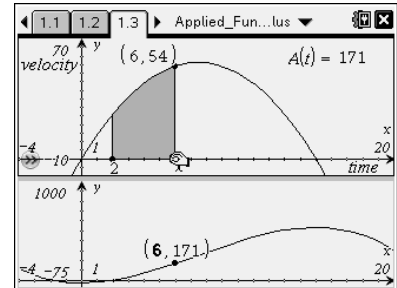 1.1 1.2 1.3 Applied_Fun...lus
70 y (6,54) A(t) = 171
velocity
-4 -10 1 2 x 20 x
time
1000 y
(6,171.)
-4 -75 1 20 x